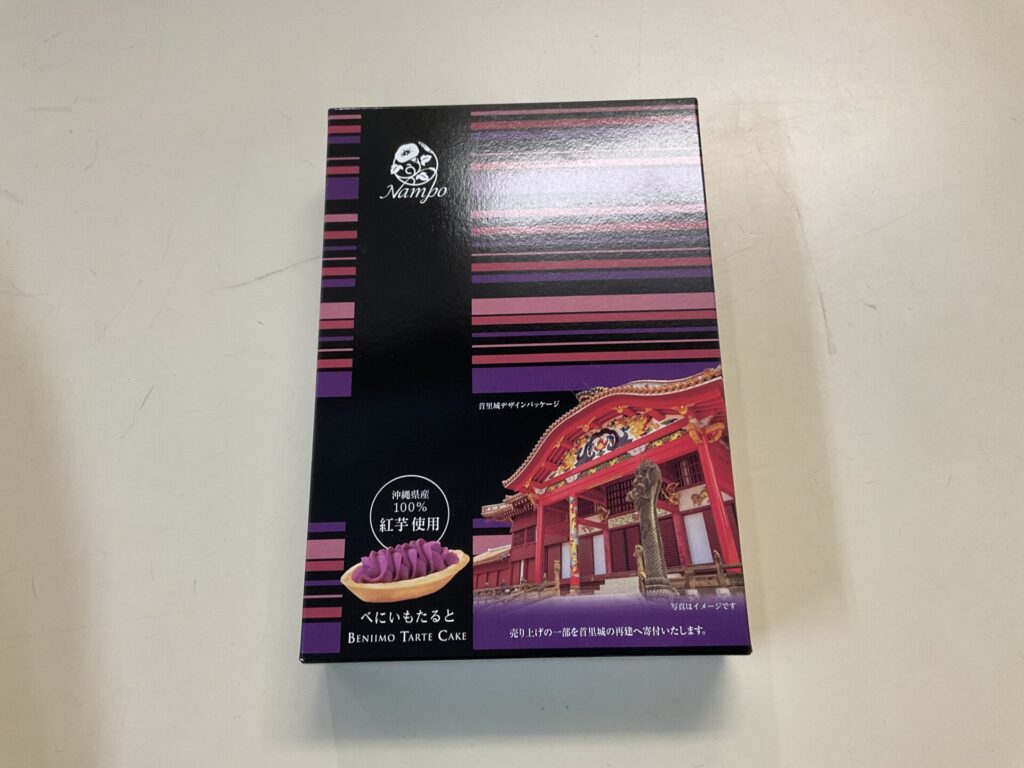 Nampo
首里城デザインパッケージ
沖縄県産
100%
紅芋使用
べにいもたると
BENIIMO TARTE CAKE
写真はイメージです
売り上げの一部を首里城の再建へ寄付いたします。